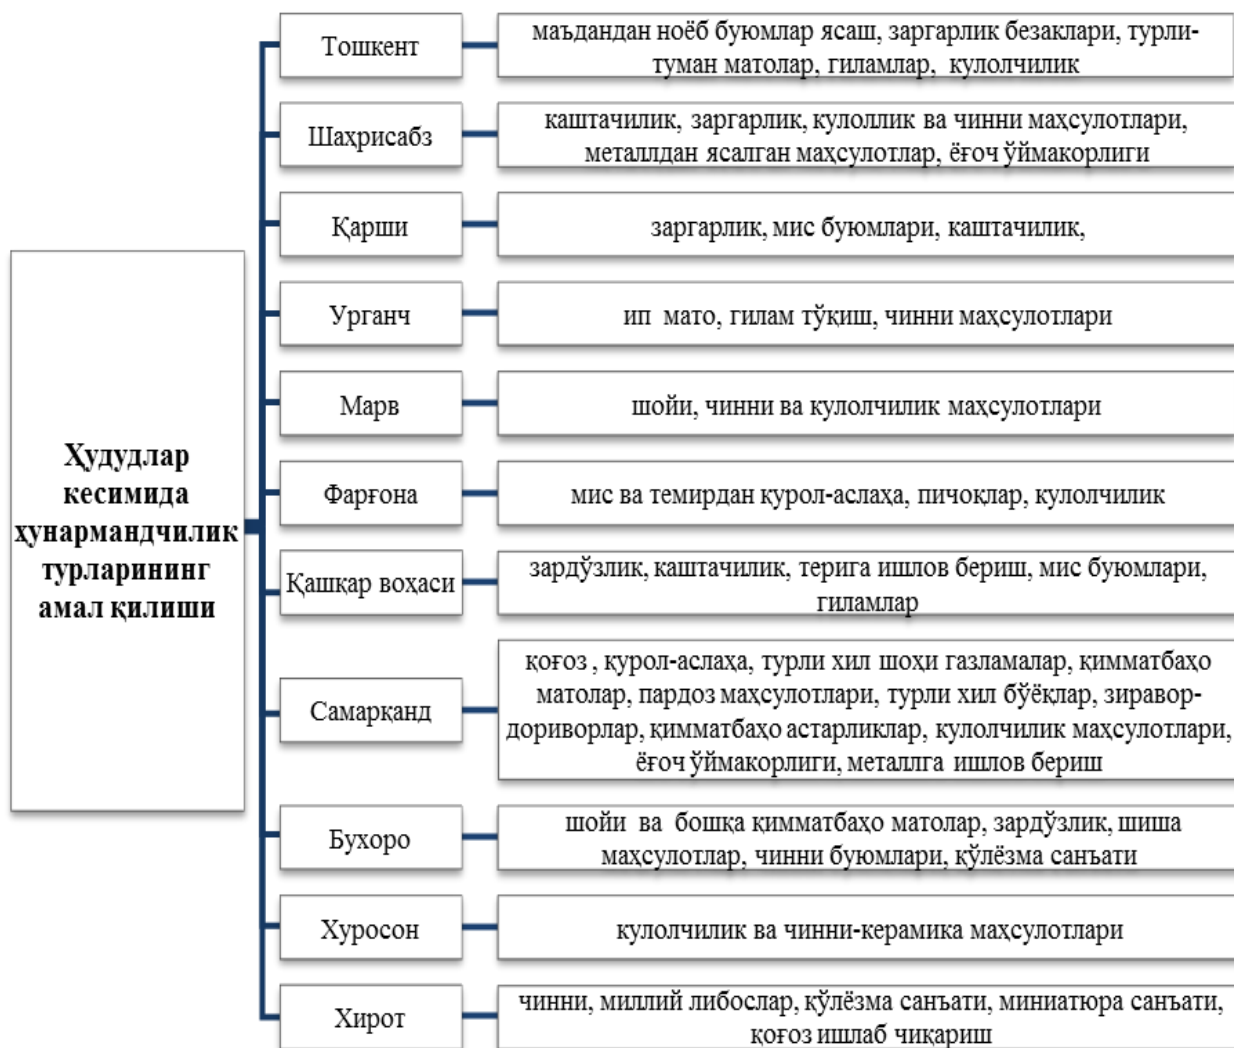 Ҳудудлар
кесимида
ҳунармандчилик
турларининг
амал қилиши
Тошкент
маъдандан ноёб буюмлар ясаш, заргарлик безаклари, турли-
туман матолар, гиламлар, кулолчилик
Шаҳрисабз
каштачилик, заргарлик, кулоллик ва чинни маҳсулотлари,
металлдан ясалган маҳсулотлар, ёғоч ўймакорлиги
Қарши
заргарлик, мис буюмлари, каштачилик,
Урганч
ип мато, гилам тўқиш, чинни маҳсулотлари
Марв
шойи, чинни ва кулолчилик маҳсулотлари
Фарғона
мис ва темирдан қурол-аслаҳа, пичоқлар, кулолчилик
Қашқар воҳаси
зардўзлик, каштачилик, терига ишлов бериш, мис буюмлари,
гиламлар
Самарқанд
қоғоз , қурол-аслаҳа, турли хил шоҳи газламалар, қимматбаҳо
матолар, пардоз маҳсулотлари, турли хил бўёқлар, зиравор-
дориворлар, қимматбаҳо астарликлар, кулолчилик маҳсулотлари,
ёғоч ўймакорлиги, металлга ишлов бериш
Бухоро
шойи ва бошқа қимматбаҳо матолар, зардўзлик, шиша
маҳсулотлар, чинни буюмлари, қўлёзма санъати
Хуросон
кулолчилик ва чинни-керамика маҳсулотлари
Хирот
чинни, миллий либослар, қўлёзма санъати, миниатюра санъати,
қоғоз ишлаб чиқариш